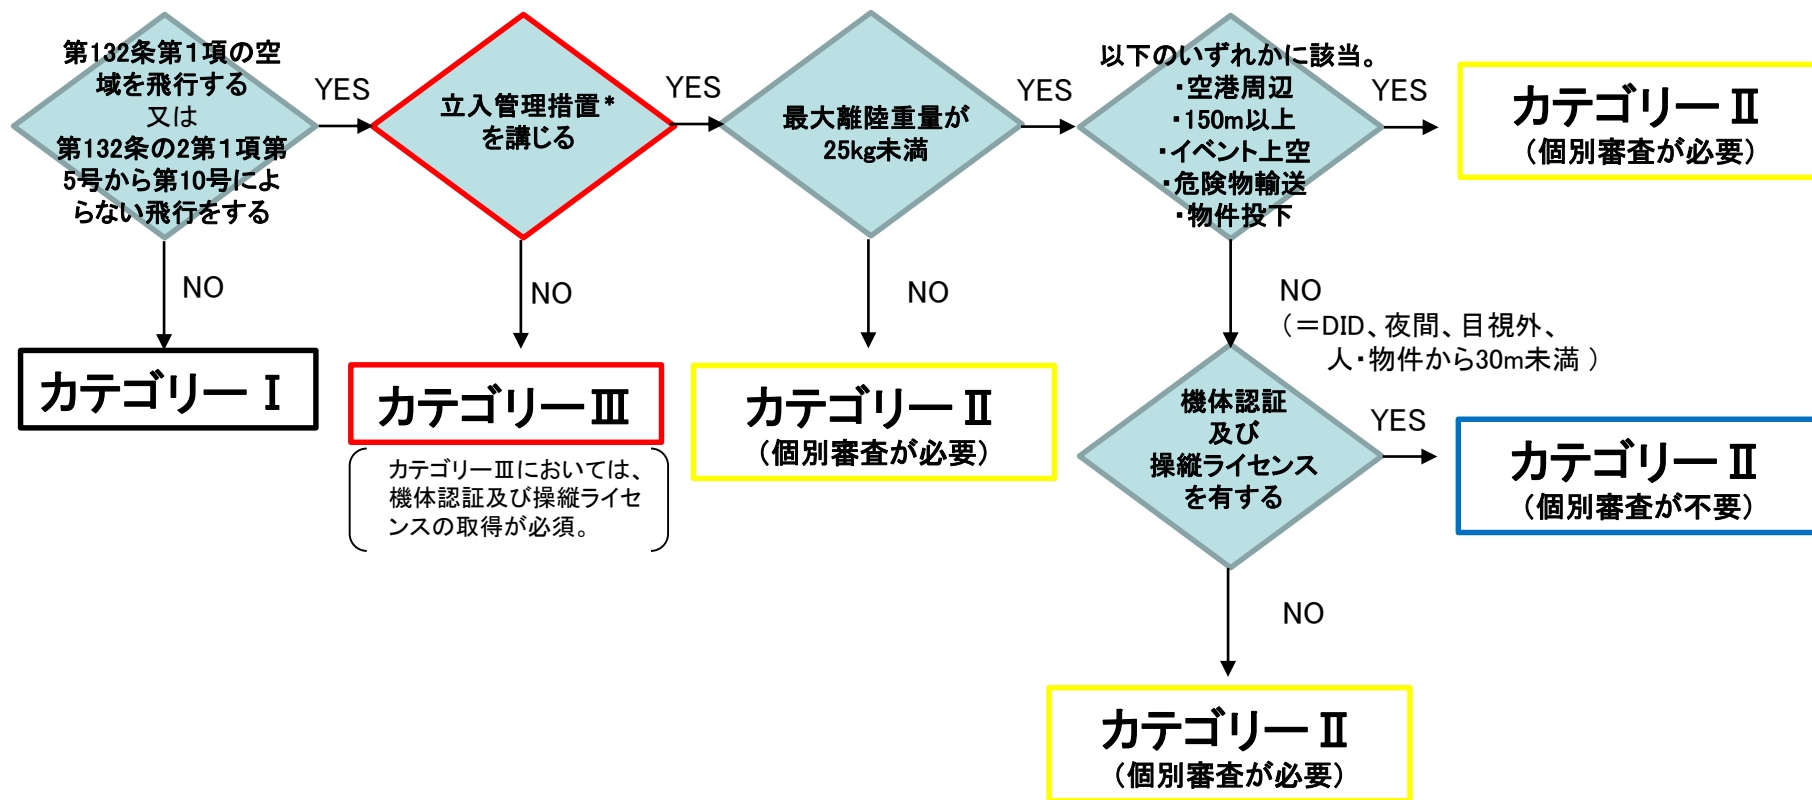 第132条第1項の空
域を飛行する
又は
第132条の2第1項第
5号から第10号によ
らない飛行をする
YES
NO
カテゴリーⅠ
立入管理措置*
を講じる
YES
NO
カテゴリーⅢ
カテゴリーⅢにおいては、
機体認証及び操縦ライセ
ンスの取得が必須。
最大離陸重量が
25kg未満
YES
NO
カテゴリーⅡ
(個別審査が必要)
以下のいずれかに該当。
・空港周辺
・150m以上
・イベント上空
・危険物輸送
・物件投下
YES
カテゴリーⅡ
(個別審査が必要)
NO
(=DID、夜間、目視外、
人・物件から30m未満 )
機体認証
及び
操縦ライセンス
を有する
YES
カテゴリーⅡ
(個別審査が不要)
NO
カテゴリーⅡ
(個別審査が必要)